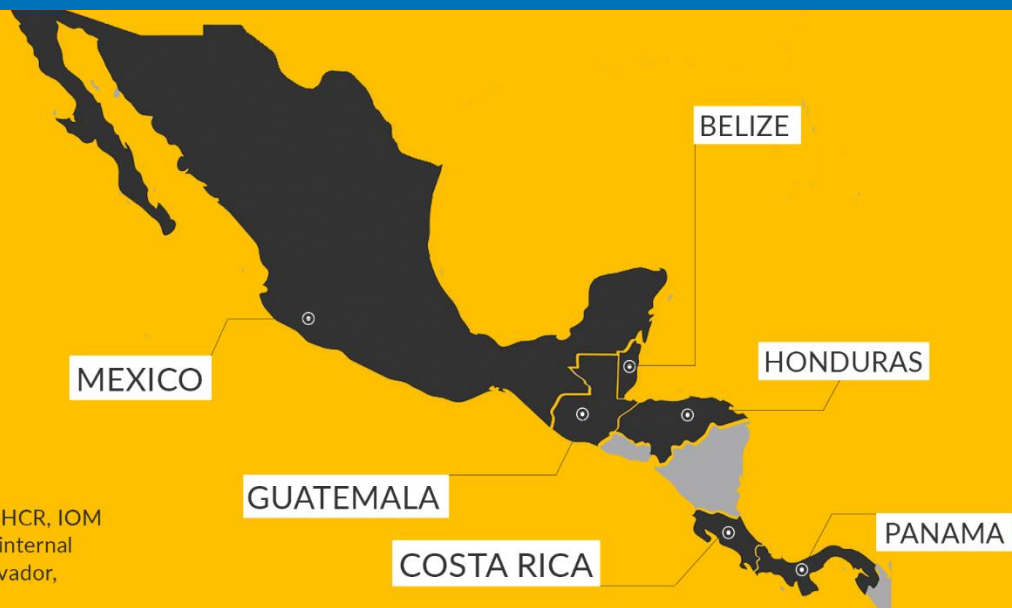 BELIZE
HONDURAS
MEXICO
GUATEMALA
PANAMA
COSTA RICA
HCR, IOM
internal
vador,